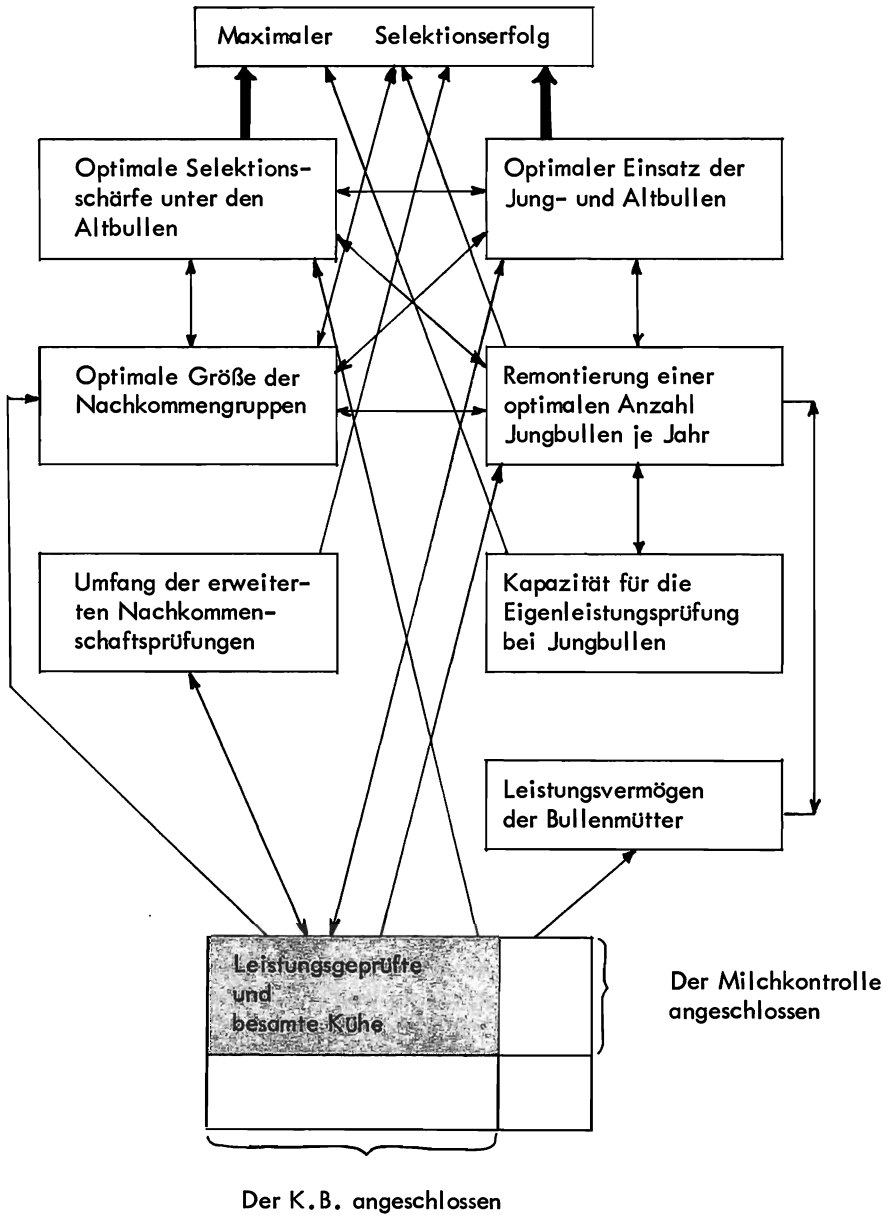 Maximaler Selektionserfolg
Optimale Selektions-
schärfe unter den
Altbullen
Optimaler Einsatz der
Jung- und Altbullen
Optimale Größe der
Nachkommengruppen
Remontierung einer
optimalen Anzahl
Jungbullen je Jahr
Umfang der erweiter-
ten Nachkommen-
schaftsprüfungen
Kapazität für die
Eigenleistungsprüfung
bei Jungbullen
Leistungsvermögen
der Bullenmütter
Leistungsgeprüfte
und
besamte Kühe
Der Milchkontrolle
angeschlossen
Der K.B. angeschlossen